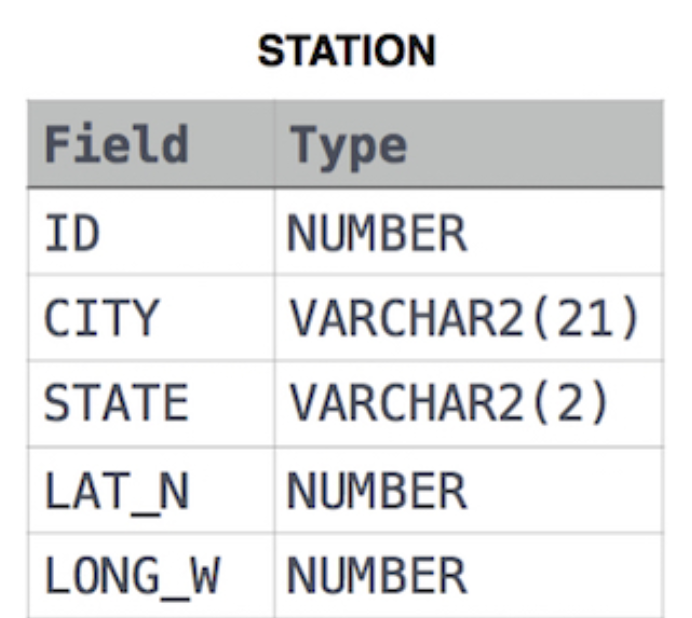 STATION
Field Type
ID NUMBER
CITY VARCHAR2(21)
STATE VARCHAR2(2)
LAT_N NUMBER
LONG_W NUMBER